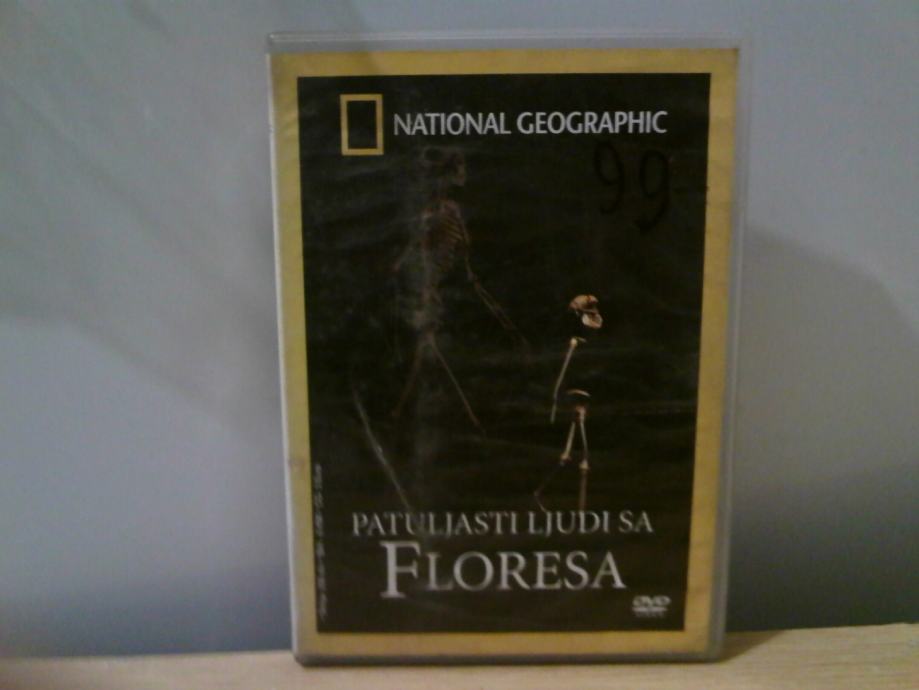 NATIONAL GEOGRAPHIC
99
PATULJASTI LJUDI SA
FLORESA
DVD